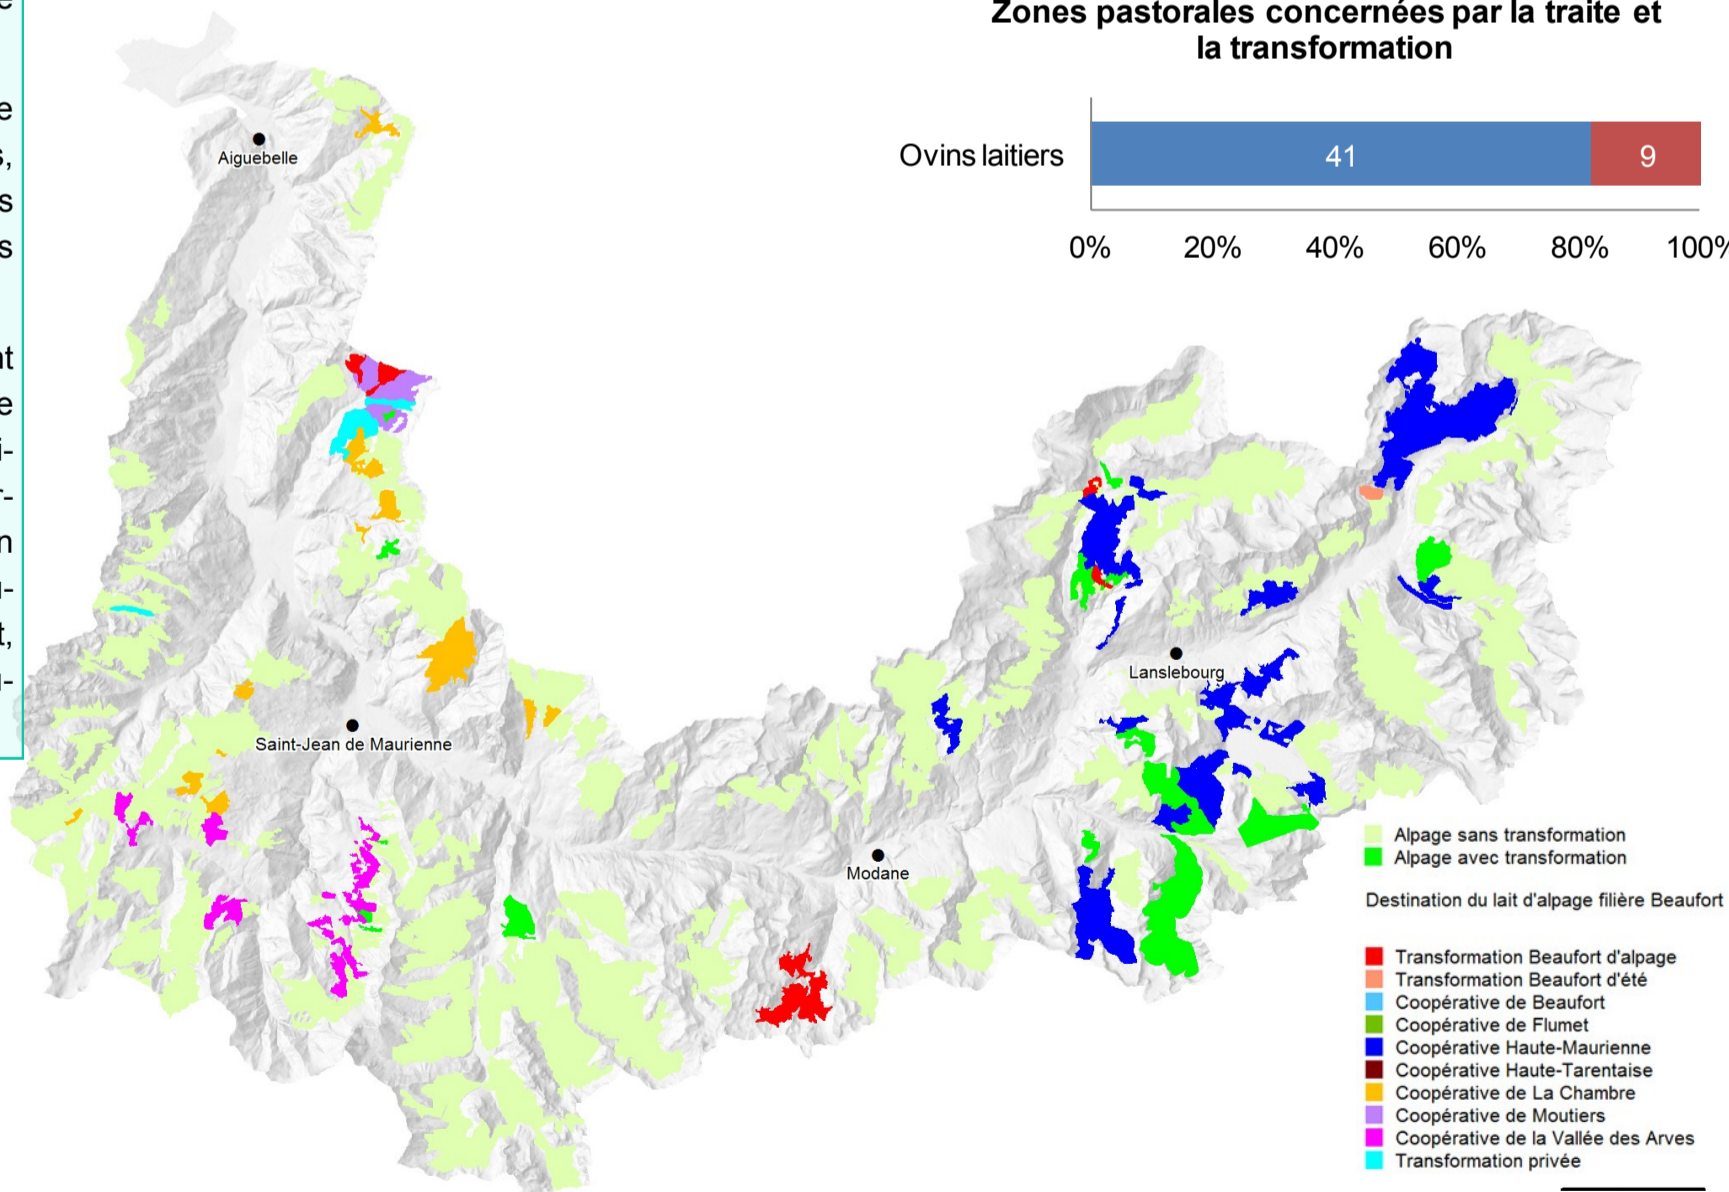 e
e
s,
s
s
nt
e
i-
r-
n
u-
t,
u-
Zones pastorales concernées par la traite et
la transformation
Ovins laitiers
41
9
0% 20% 40% 60% 80% 100%
Aiguebelle
Lanslebourg
Saint-Jean de Maurienne
Modane
Alpage sans transformation
Alpage avec transformation
Destination du lait d'alpage filière Beaufort
Transformation Beaufort d'alpage
Transformation Beaufort d'été
Coopérative de Beaufort
Coopérative de Flumet
Coopérative Haute-Maurienne
Coopérative Haute-Tarentaise
Coopérative de La Chambre
Coopérative de Moutiers
Coopérative de la Vallée des Arves
Transformation privée